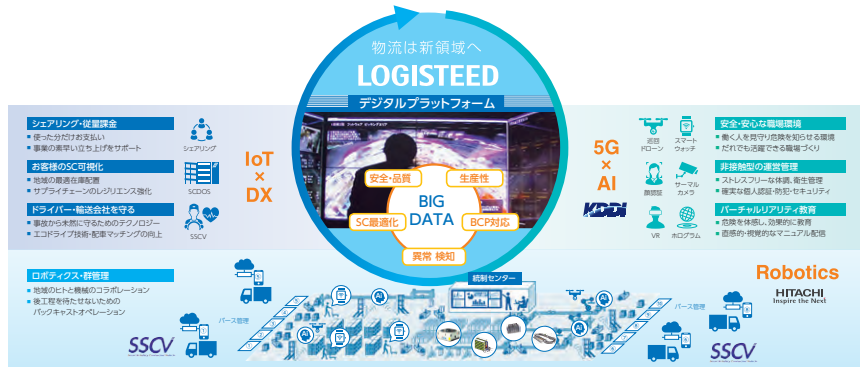 物流は新領域へ
LOGISTEED
デジタルプラットフォーム
シェアリング・従量課金
■ 使った分だけお支払い
■ 事業の素早い立ち上げをサポート
シェアリング
お客様のSC可視化
■ 地域の最適在庫配置
■ サプライチェーンのレジリエンス強化
SCDOS
ドライバー・輸送会社を守る
■ 事故から未然に守るためのテクノロジー
■ エコドライブ技術・配車マッチングの向上
SSCV
IoT
×
DX
安全・品質
生産性
BIG
DATA
SC最適化
BCP対応
異常 検知
5G
×
AI
KDDI
巡回
ドローン
スマート
ウォッチ
顔認証
サーマル
カメラ
VR
ホログラム
安全・安心な職場環境
■ 働く人を見守り危険を知らせる環境
■ だれでも活躍できる職場づくり
非接触型の運営管理
■ ストレスフリーな体調、衛生管理
■ 確実な個人認証・防犯・セキュリティ
バーチャルリアリティ教育
■ 危険を体感し、効果的に教育
■ 直感的・視覚的なマニュアル配信
ロボティクス・群管理
■ 地域のヒトと機械のコラボレーション
■ 後工程を待たせないための
バックキャストオペレーション
SSCV
バース管理
統制センター
AI
AI
AI
AI
バース管理
Robotics
HITACHI
Inspire the Next
SSCV